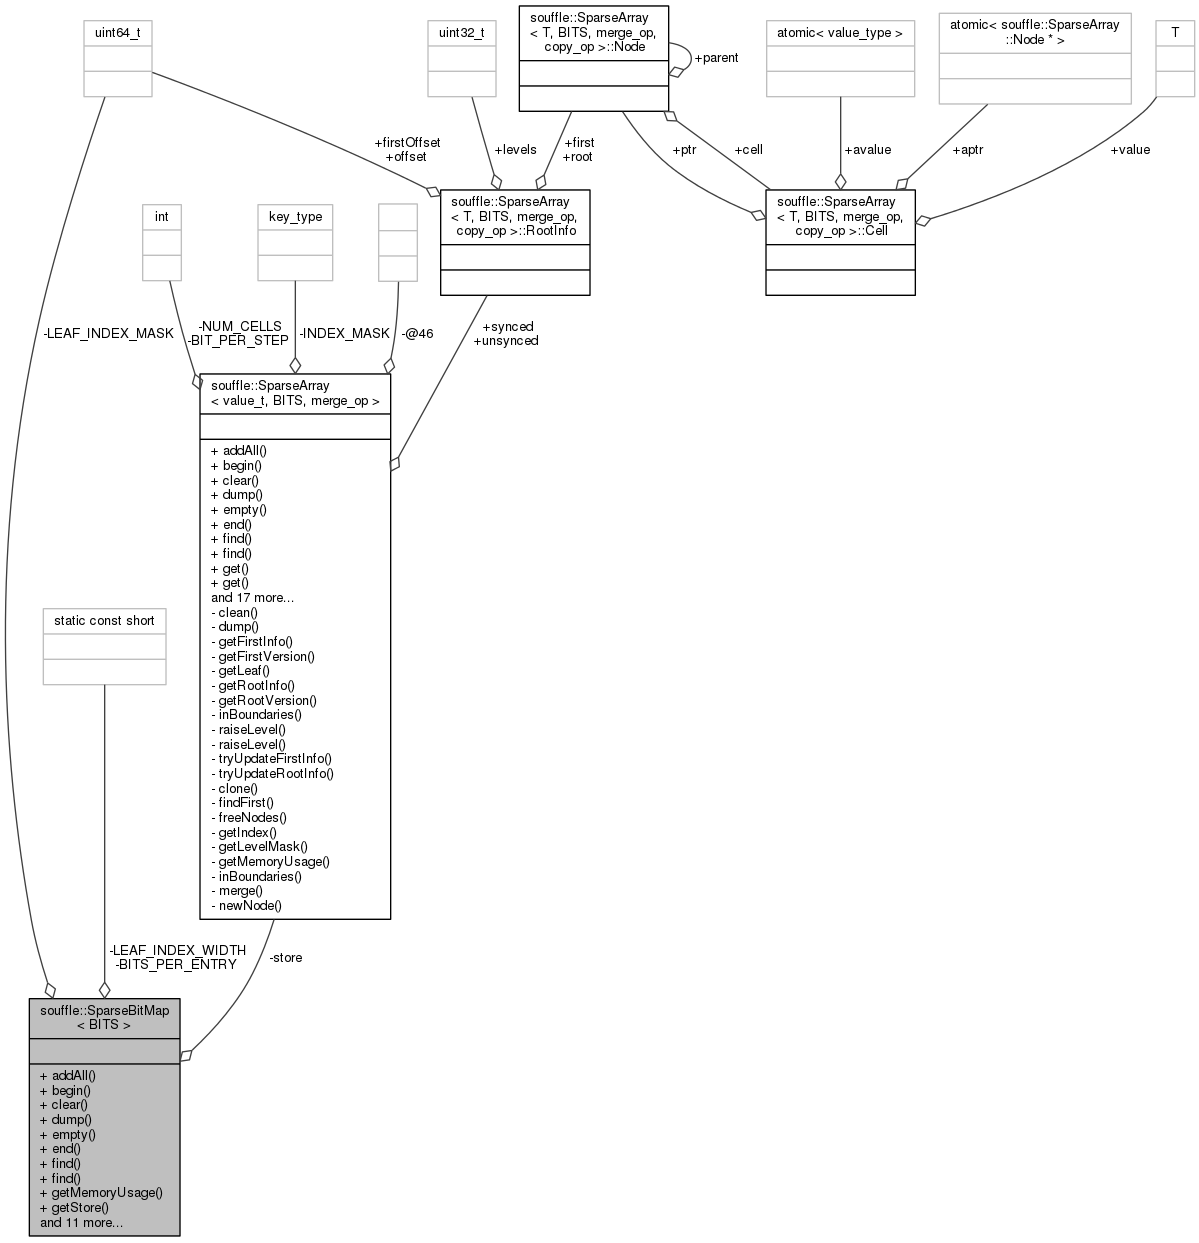 uint64_t
uint32_t
souffle::SparseArray
< T, BITS, merge_op,
copy_op >::Node
+parent
atomic< value_type >
atomic< souffle::SparseArray
::Node * >
T
+firstOffset
+offset
+levels
+first
+root
+ptr
+cell
+avalue
+aptr
+value
int
key_type
souffle::SparseArray
< T, BITS, merge_op,
copy_op >::RootInfo
souffle::SparseArray
< T, BITS, merge_op,
copy_op >::Cell
-LEAF_INDEX_MASK
-NUM_CELLS
-BIT_PER_STEP
-INDEX_MASK
-@46
+synced
+unsynced
souffle::SparseArray
< value_t, BITS, merge_op >
+ addAll()
+ begin()
+ clear()
+ dump()
+ empty()
+ end()
+ find()
+ find()
+ get()
+ get()
and 17 more...
- clean()
- dump()
- getFirstInfo()
- getFirstVersion()
- getLeaf()
- getRootInfo()
- getRootVersion()
- inBoundaries()
- raiseLevel()
- raiseLevel()
- tryUpdateFirstInfo()
- tryUpdateRootInfo()
- clone()
- findFirst()
- freeNodes()
- getIndex()
- getLevelMask()
- getMemoryUsage()
- inBoundaries()
- merge()
- newNode()
static const short
-LEAF_INDEX_WIDTH
-BITS_PER_ENTRY
-store
souffle::SparseBitMap
< BITS >
+ addAll()
+ begin()
+ clear()
+ dump()
+ empty()
+ end()
+ find()
+ find()
+ getMemoryUsage()
+ getStore()
and 11 more...